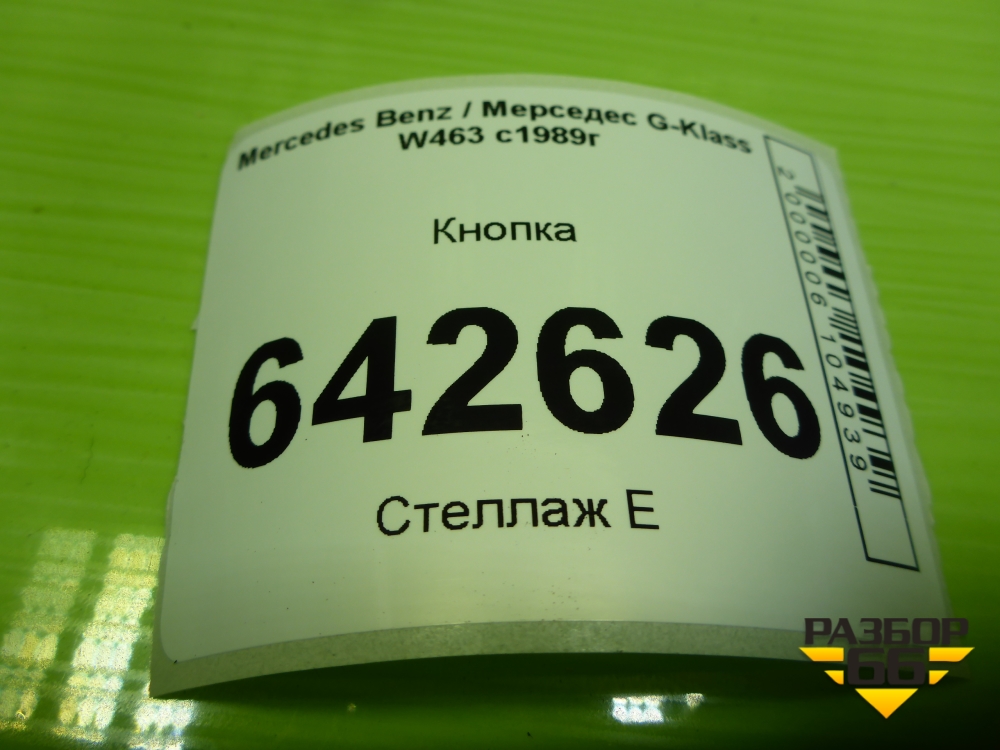 Mercedes Benz / Мерседес G-Klass
W463 с1989г
Кнопка
642626
Стеллаж Е
2000006104939
РАЗБОР
66